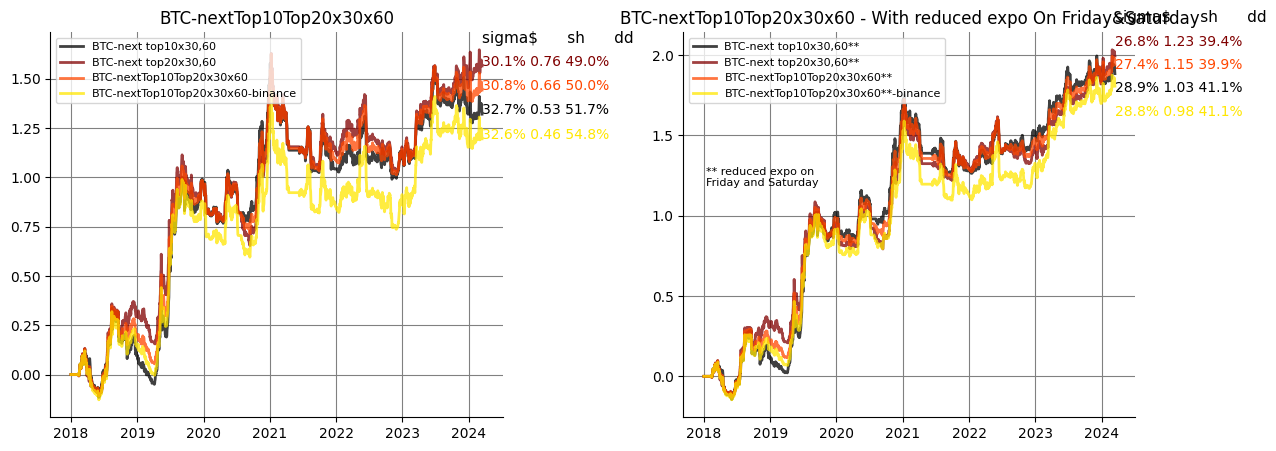 BTC-nextTop10Top20x30x60
sigma$ sh dd
BTC-next top10x30,60
BTC-next top20x30,60
BTC-nextTop10Top20x30x60
BTC-nextTop10Top20x30x60-binance
30.1% 0.76 49.0%
30.8% 0.66 50.0%
32.7% 0.53 51.7%
32.6% 0.46 54.8%
1.50
1.25
1.00
0.75
0.50
0.25
0.00
2018 2019 2020 2021 2022 2023 2024
BTC-nextTop10Top20x30x60 - With reduced expo On Friday&Saturday
sigma$ sh dd
BTC-next top10x30,60**
BTC-next top20x30,60**
BTC-nextTop10Top20x30x60**
BTC-nextTop10Top20x30x60**-binance
26.8% 1.23 39.4%
27.4% 1.15 39.9%
28.9% 1.03 41.1%
28.8% 0.98 41.1%
** reduced expo on
Friday and Saturday
2.0
1.5
1.0
0.5
0.0
2018 2019 2020 2021 2022 2023 2024